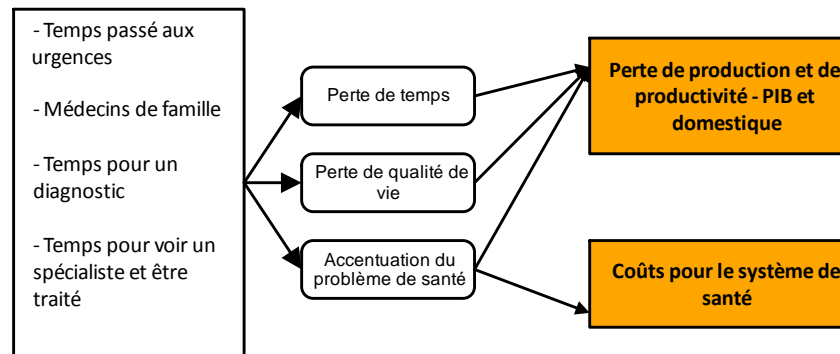 - Temps passé aux
urgences
- Médecins de famille
- Temps pour un
diagnostic
- Temps pour voir un
spécialiste et être
traité
Perte de temps
Perte de qualité de
vie
Accentuation du
problème de santé
Perte de production et de
productivité - PIB et
domestique
Coûts pour le système de
santé